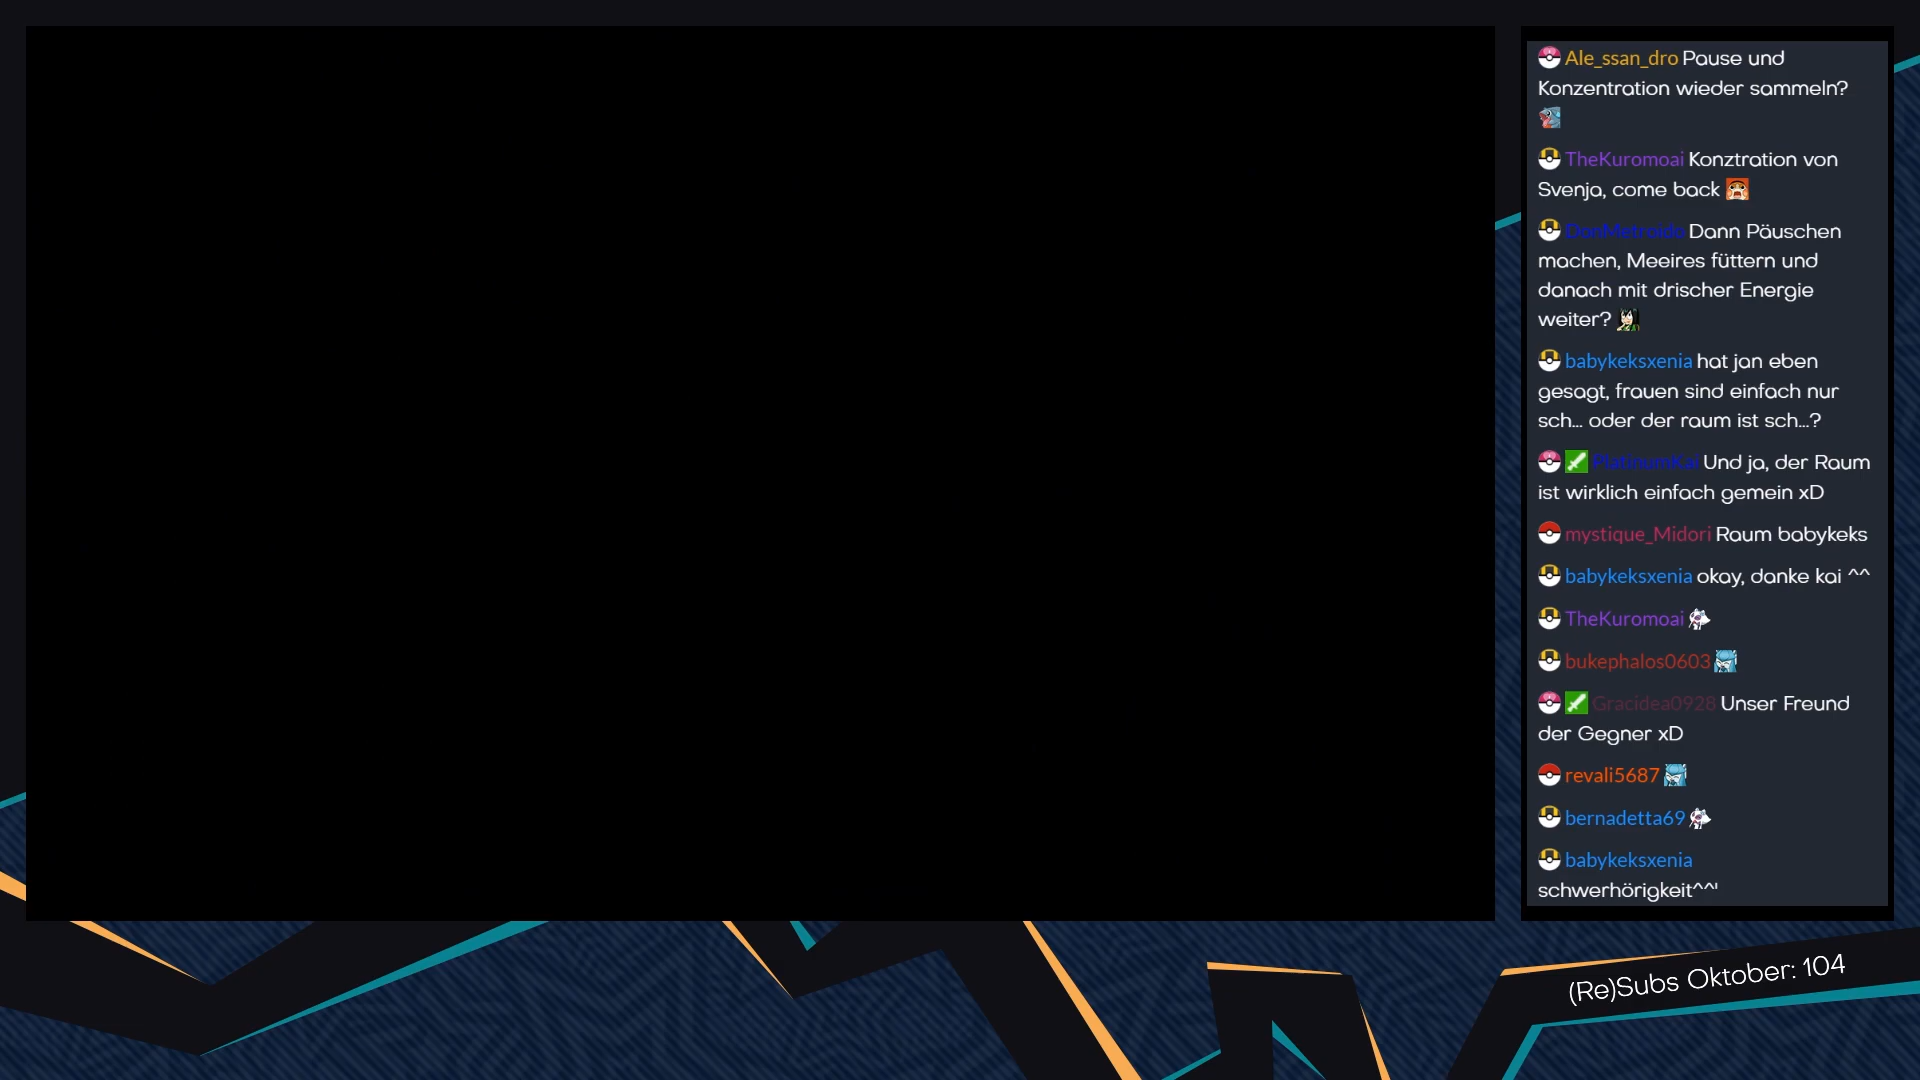 Ale_ssan_dro Pause und
Konzentration wieder sammeln?
TheKuromoai Konztration von
Svenja, come back
DonMetroido Dann Päuschen
machen, Meeires füttern und
danach mit drischer Energie
weiter?
babykeksxenia hat jan eben
gesagt, frauen sind einfach nur
sch... oder der raum ist sch...?
PlatinumKai Und ja, der Raum
ist wirklich einfach gemein xD
mystique_Midori Raum babykeks
babykeksxenia okay, danke kai ^^
TheKuromoai
bukephalos0603
Gracidea0928 Unser Freund
der Gegner xD
revali5687
bernadetta69
babykeksxenia
schwerhörigkeit^^'
(Re)Subs Oktober: 104